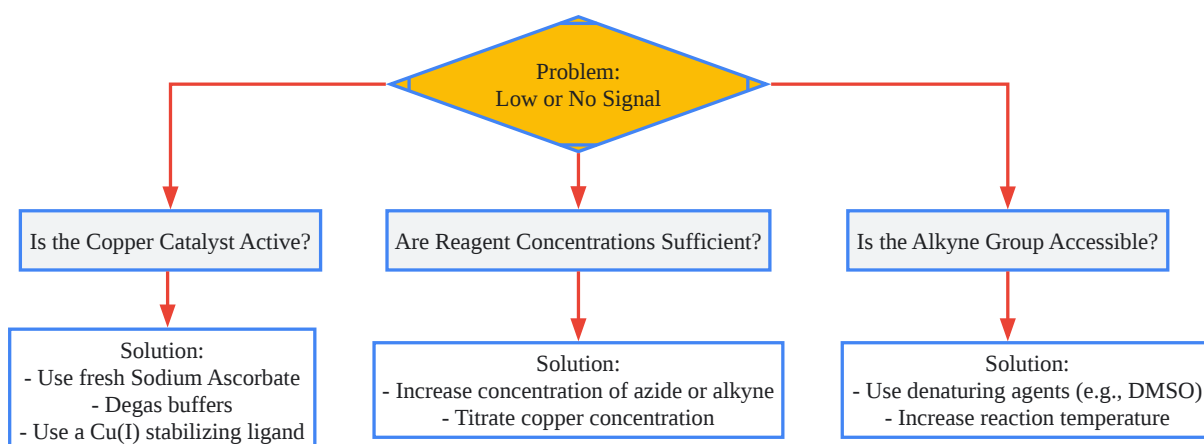 Problem:
Low or No Signal
Is the Copper Catalyst Active?
Are Reagent Concentrations Sufficient?
Is the Alkyne Group Accessible?
Solution:
- Use fresh Sodium Ascorbate
- Degas buffers
- Use a Cu(I) stabilizing ligand
Solution:
- Increase concentration of azide or alkyne
- Titrate copper concentration
Solution:
- Use denaturing agents (e.g., DMSO)
- Increase reaction temperature